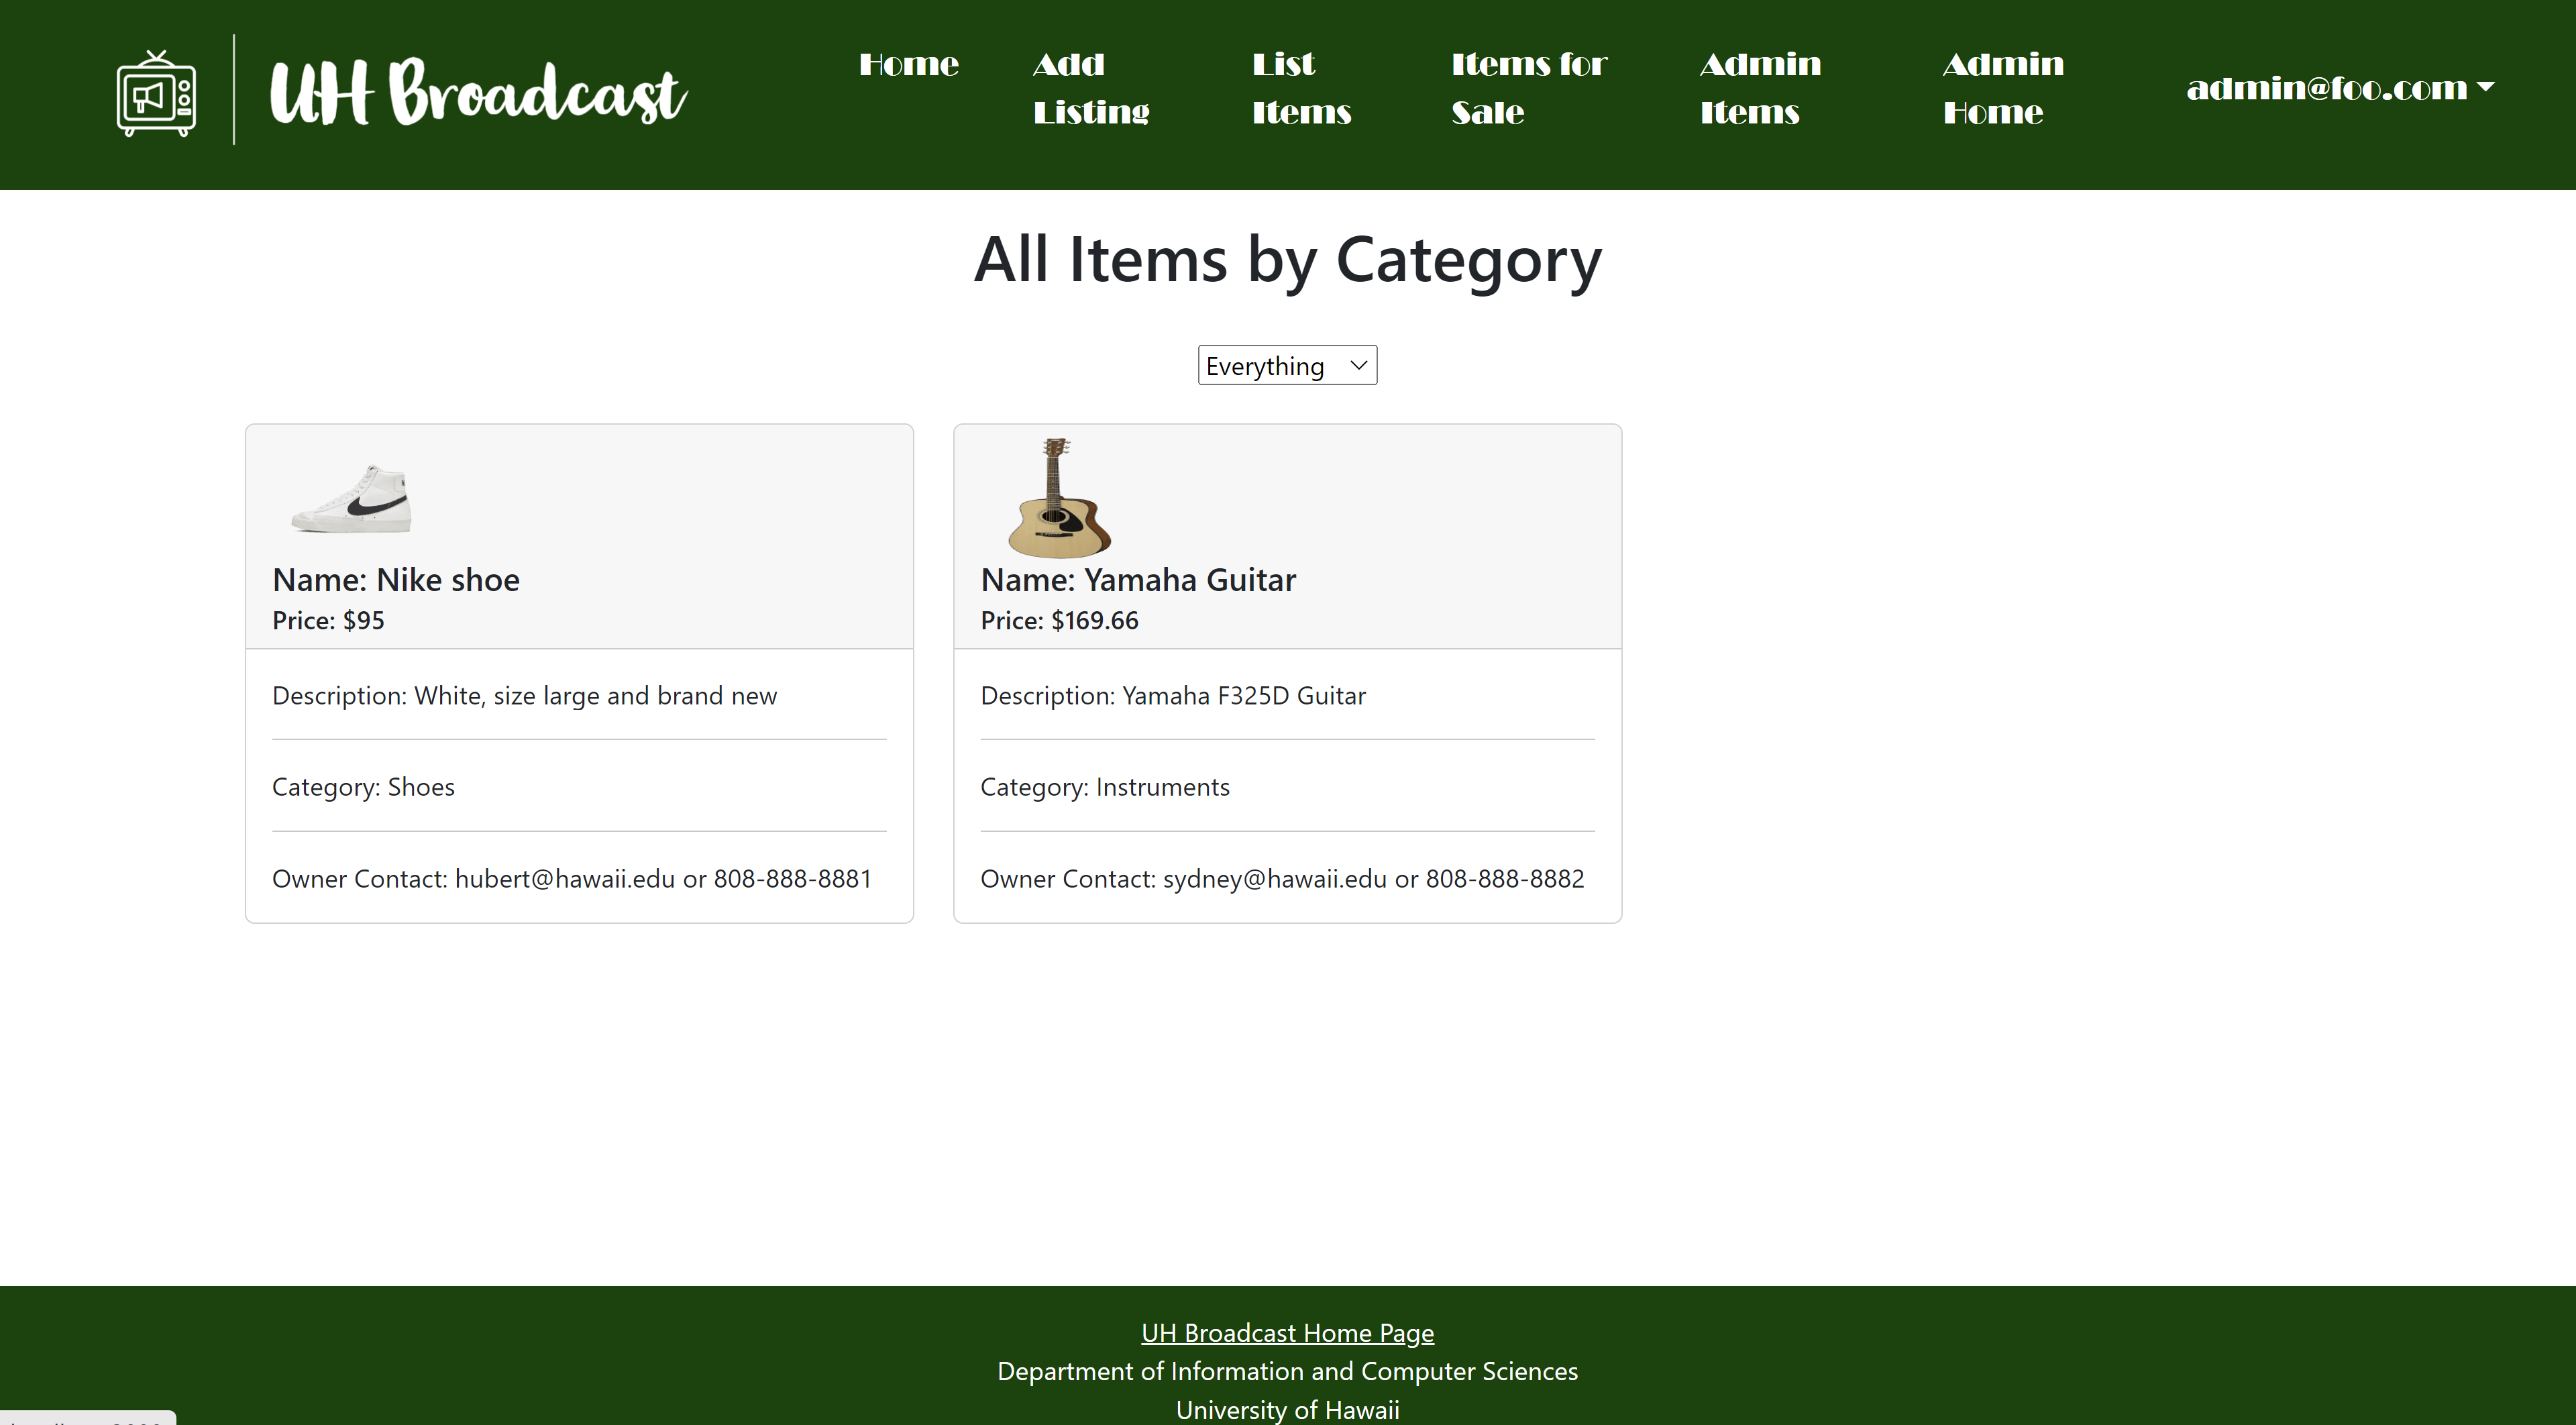 UH Broadcast
Home
Add
Listing
List
Items
Items for
Sale
Admin
Items
Admin
Home
admin@foo.com
All Items by Category
Everything
Name: Nike shoe
Price: $95
Description: White, size large and brand new
Category: Shoes
Owner Contact: hubert@hawaii.edu or 808-888-8881
Name: Yamaha Guitar
Price: $169.66
Description: Yamaha F325D Guitar
Category: Instruments
Owner Contact: sydney@hawaii.edu or 808-888-8882
UH Broadcast Home Page
Department of Information and Computer Sciences
University of Hawaii